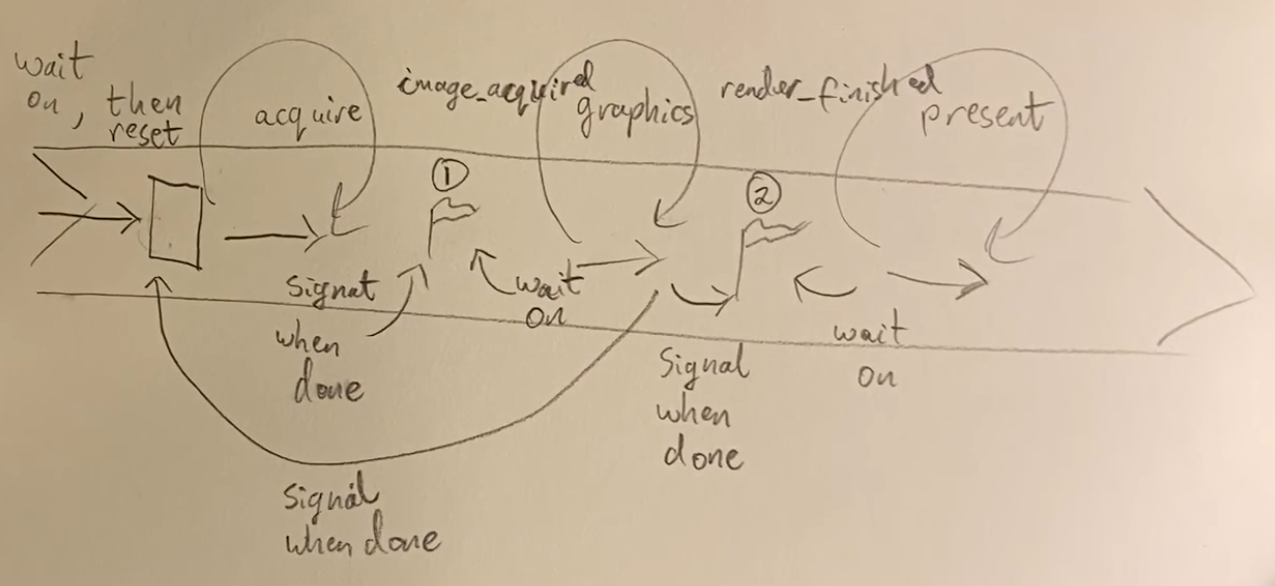 wait
on, then
reset
acquire
image_acquired
graphics
render_finished
present
①
②
signal
when
done
wait
on
signal
when
done
wait
on
signal
when done